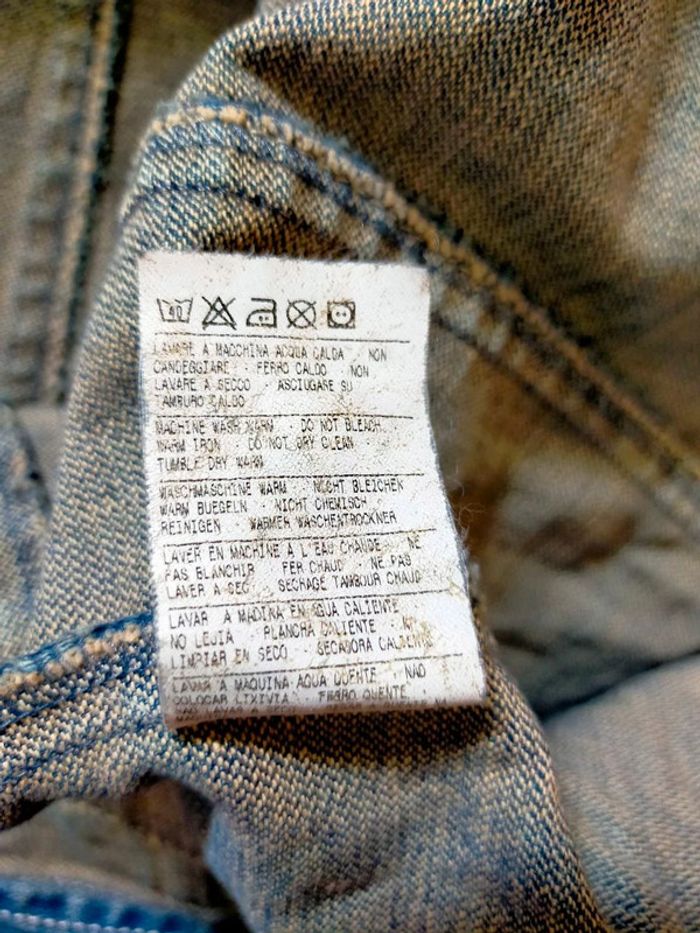 LAVARE A MACCHINA ACQUA CALDA · NON
CANDEGGIARE · FERRO CALDO · NON
LAVARE A SECCO · ASCIUGARE SU
TAMBURO CALDO
MACHINE WASH WARM · DO NOT BLEACH
WARM IRON · DO NOT DRY CLEAN ·
TUMBLE DRY WARM
WASCHMASCHINE WARM · NICHT BLEICHEN
WARM BUEGELN · NICHT CHEMISCH
REINIGEN · WARMER WASCHENTROCKNER
LAVER EN MACHINE A L'EAU CHAUDE · NE
PAS BLANCHIR · FER CHAUD · NE PAS
LAVER A SEC · SECHAGE TAMBOUR CHAUD
LAVAR A MAQINA EN AGUA CALIENTE ·
NO LEJIA · PLANCHA CALIENTE · N
LIMPIAR EN SECO · SECADORA CALIENTE
LAVAR A MAQUINA AGUA QUENTE · NAO
COLOCAR LIXIVIA · FERRO QUENTE
NAO LAVAR A